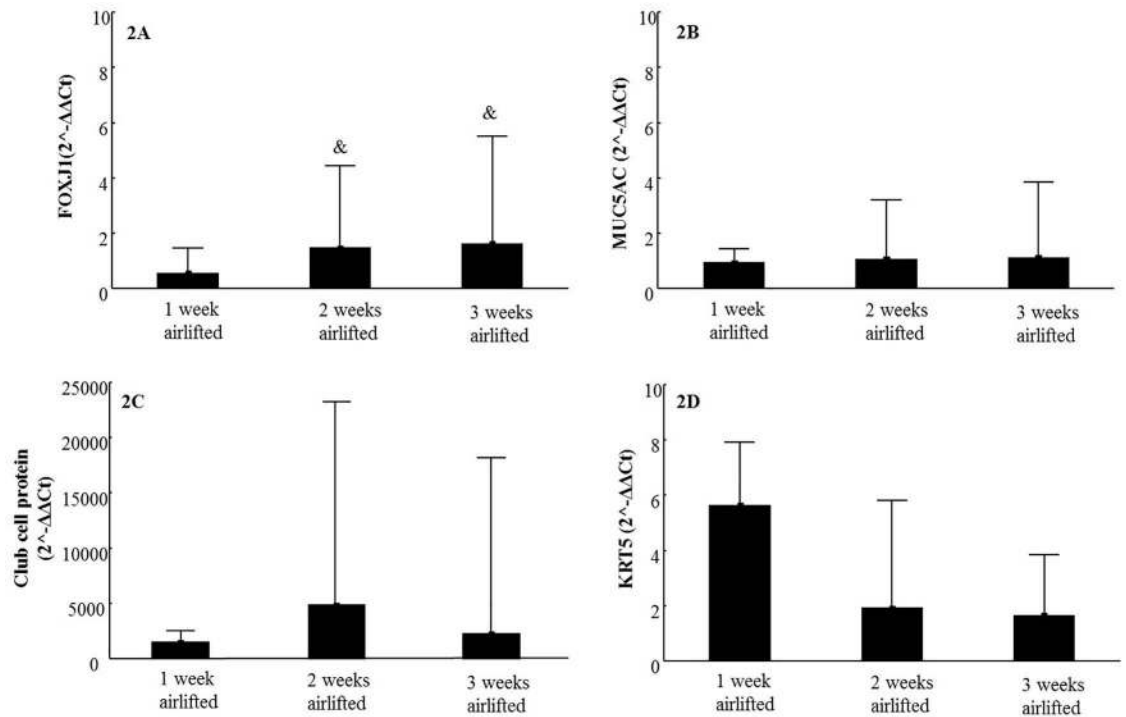 2A
FOXJ1(2^-ΔΔCt)
10
8
6
4
2
0
&
&
1 week
airlifted
2 weeks
airlifted
3 weeks
airlifted
2B
MUC5AC (2^-ΔΔCt)
10
8
6
4
2
0
1 week
airlifted
2 weeks
airlifted
3 weeks
airlifted
2C
Club cell protein
(2^-ΔΔCt)
25000
20000
15000
10000
5000
0
1 week
airlifted
2 weeks
airlifted
3 weeks
airlifted
2D
KRT5 (2^-ΔΔCt)
10
8
6
4
2
0
1 week
airlifted
2 weeks
airlifted
3 weeks
airlifted